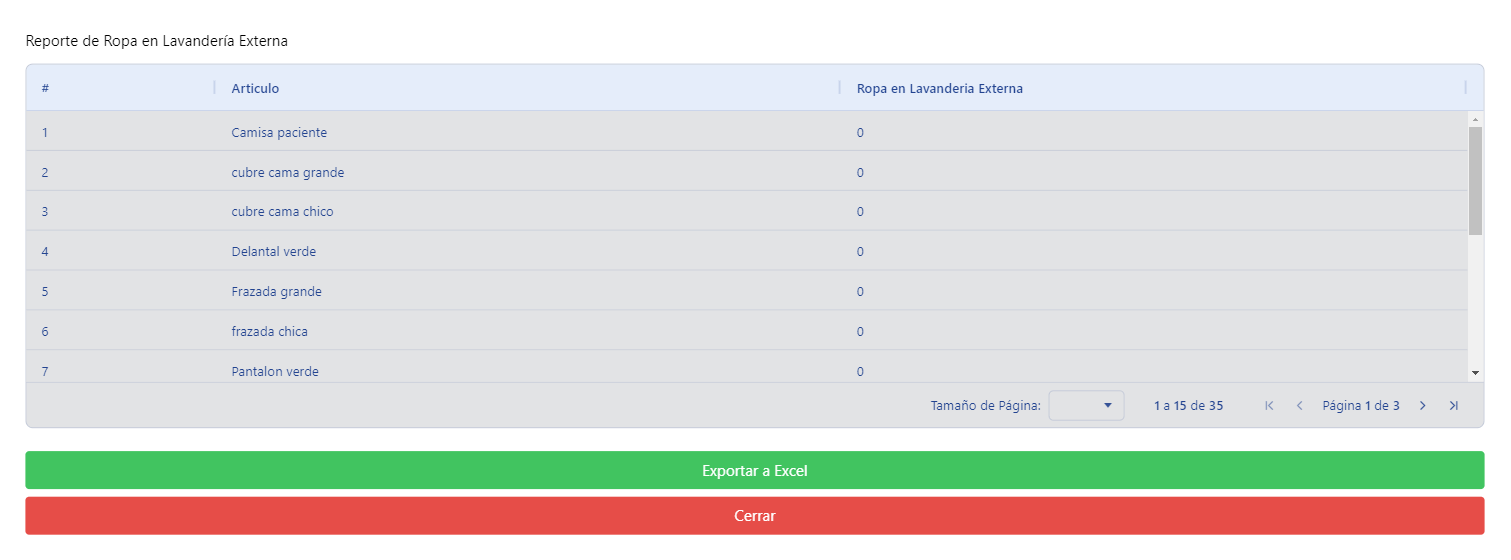 Reporte de Ropa en Lavandería Externa
# Articulo Ropa en Lavanderia Externa
1 Camisa paciente 0
2 cubre cama grande 0
3 cubre cama chico 0
4 Delantal verde 0
5 Frazada grande 0
6 frazada chica 0
7 Pantalon verde 0
Tamaño de Página: 1 a 15 de 35 Página 1 de 3
Exportar a Excel
Cerrar